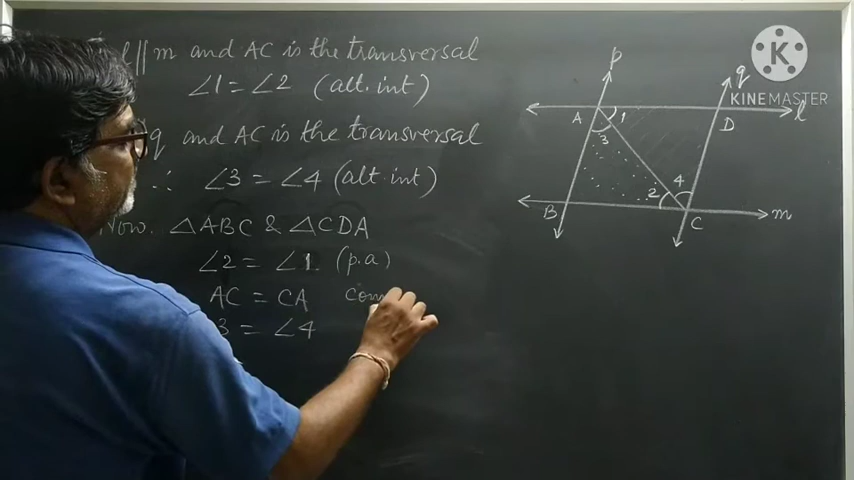 l || m and AC is the transversal
∠1 = ∠2 (alt.int)
q and AC is the transversal
∴ ∠3 = ∠4 (alt.int)
Now. △ABC & △CDA
∠2 = ∠1 (p.a)
AC = CA com
3 = ∠4
p
q
A
1
D
l
3
4
2
B
C
m
K
KINEMASTER